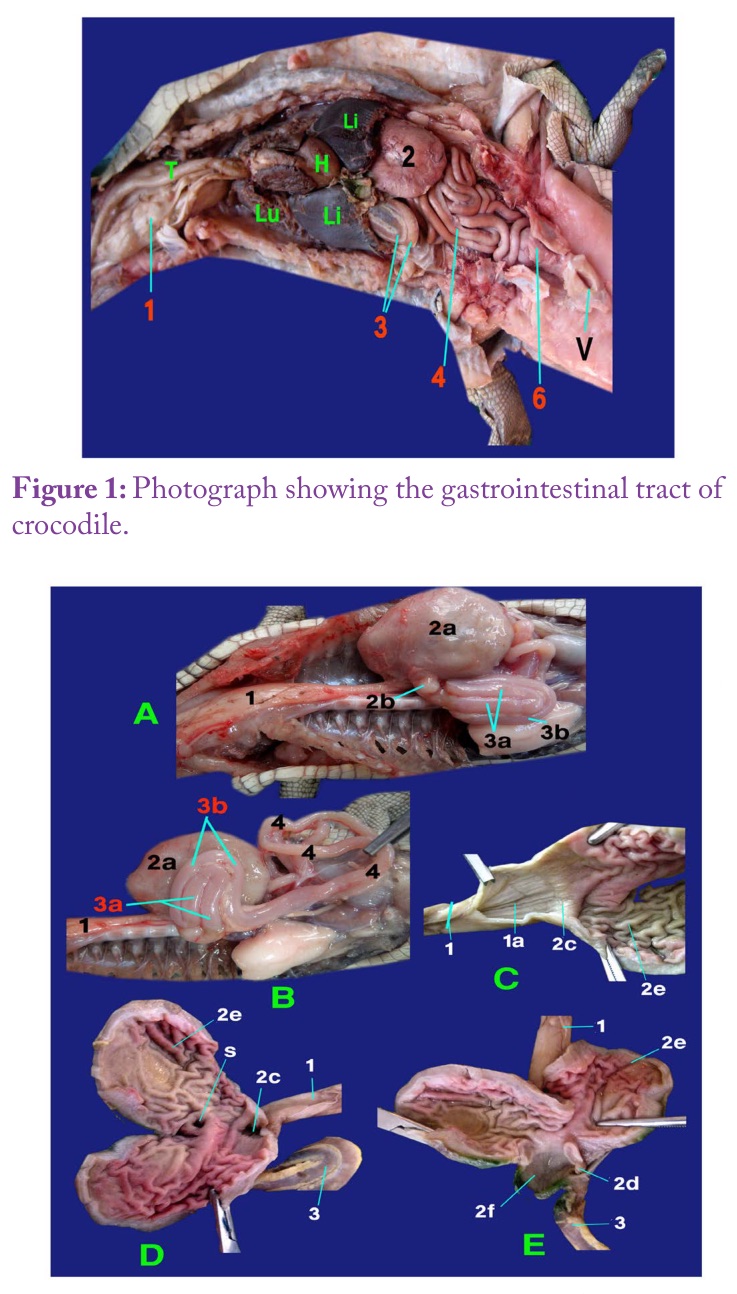 Li
2
T
H
Lu
Li
1
3
4
6
V
Figure 1: Photograph showing the gastrointestinal tract of
crocodile.
2a
1
2b
A
3a
3b
3b
4
2a
4
4
3a
1
B
1
1a
2c
2e
C
2e
s
2c
1
3
D
1
2e
2d
2f
3
E